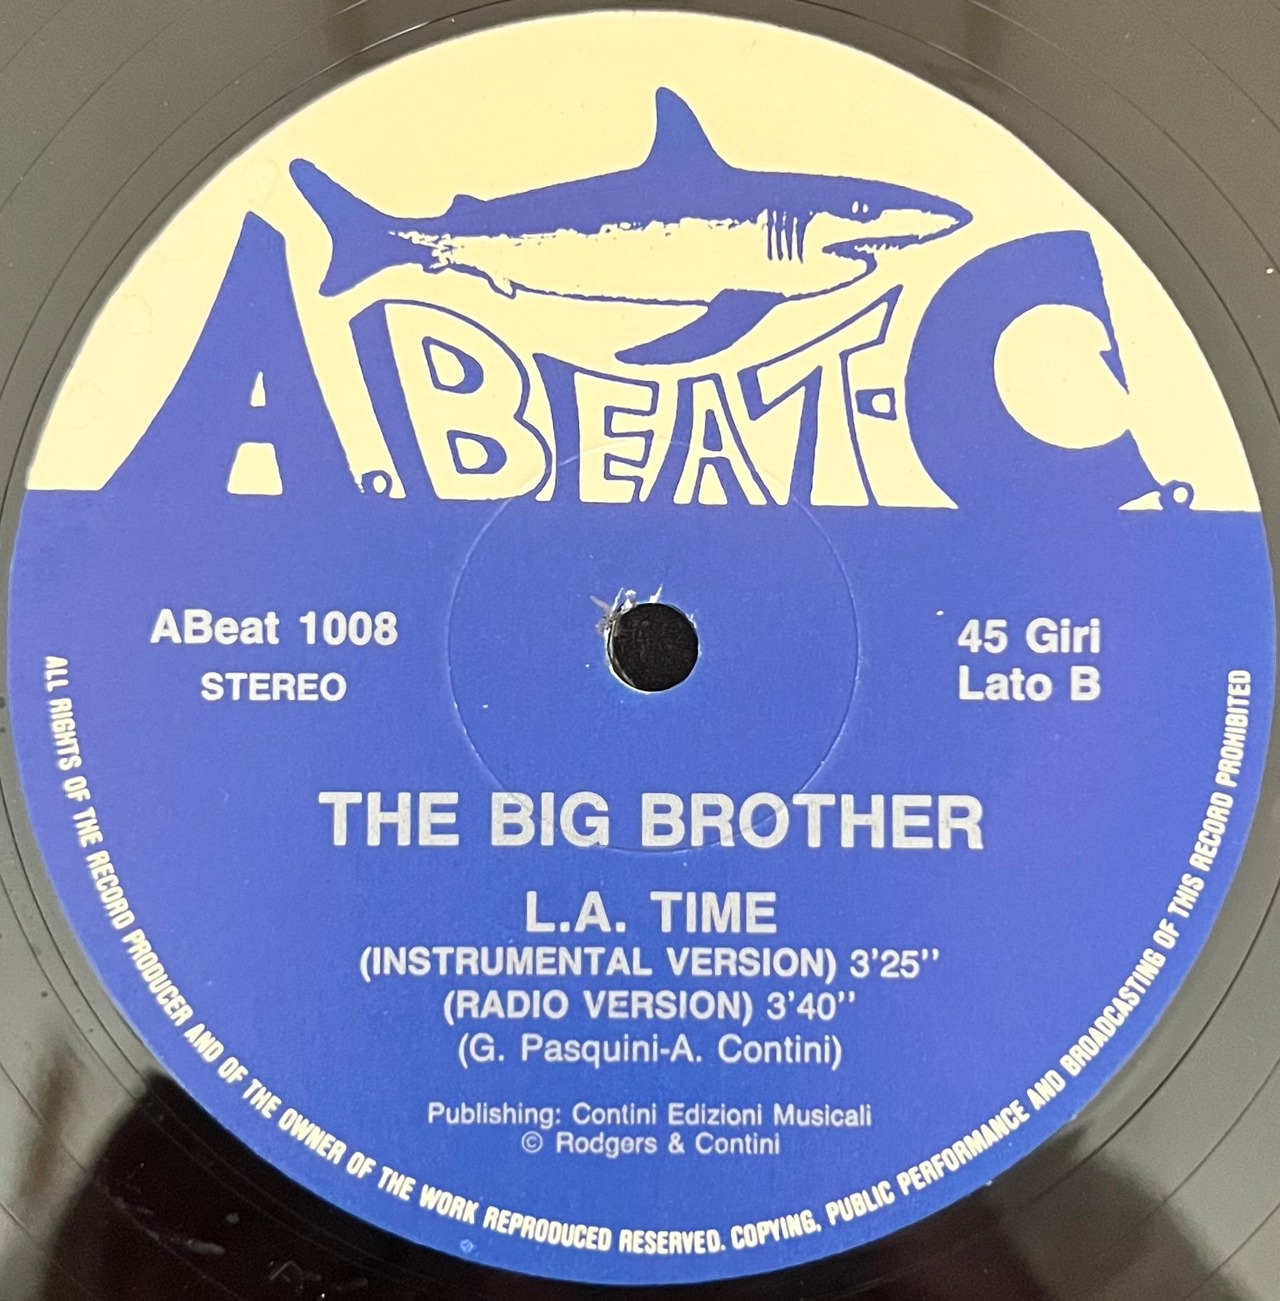 A.BEAT-C.
ABeat 1008
STEREO
45 Giri
Lato B
THE BIG BROTHER
L.A. TIME
(INSTRUMENTAL VERSION) 3'25''
(RADIO VERSION) 3'40''
(G. Pasquini-A. Contini)
Publishing: Contini Edizioni Musicali
© Rodgers & Contini
ALL RIGHTS OF THE RECORD PRODUCER AND OF THE OWNER OF THE WORK REPRODUCED RESERVED. COPYING, PUBLIC PERFORMANCE AND BROADCASTING OF THIS RECORD PROHIBITED